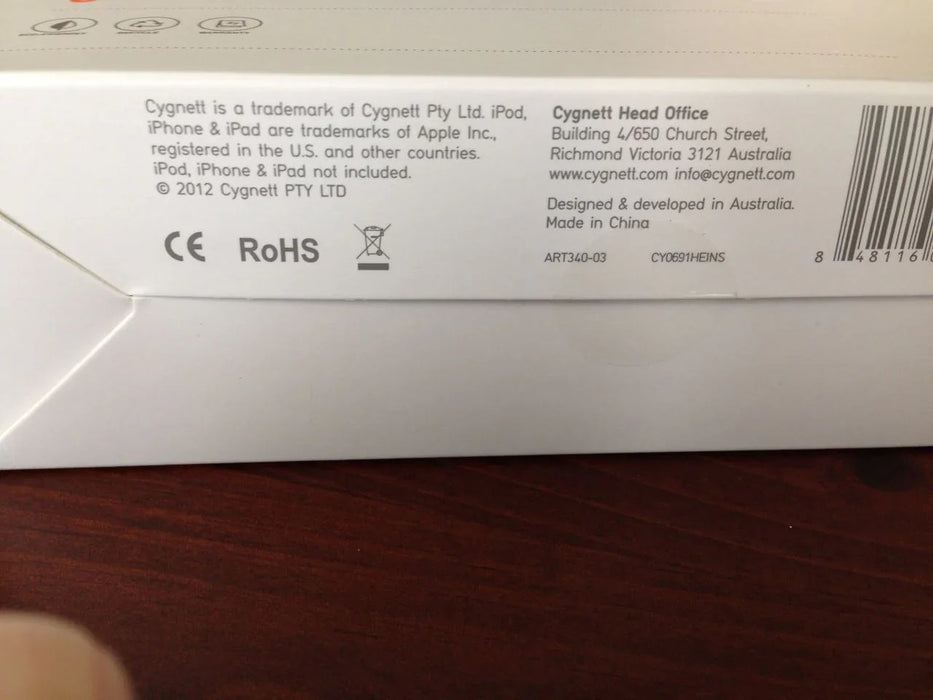 Cygnett is a trademark of Cygnett Pty Ltd. iPod,
iPhone & iPad are trademarks of Apple Inc.,
registered in the U.S. and other countries.
iPod, iPhone & iPad not included.
© 2012 Cygnett PTY LTD
CE RoHS
Cygnett Head Office
Building 4/650 Church Street,
Richmond Victoria 3121 Australia
www.cygnett.com info@cygnett.com
Designed & developed in Australia.
Made in China
ART340-03 CY0691HEINS
8 48116